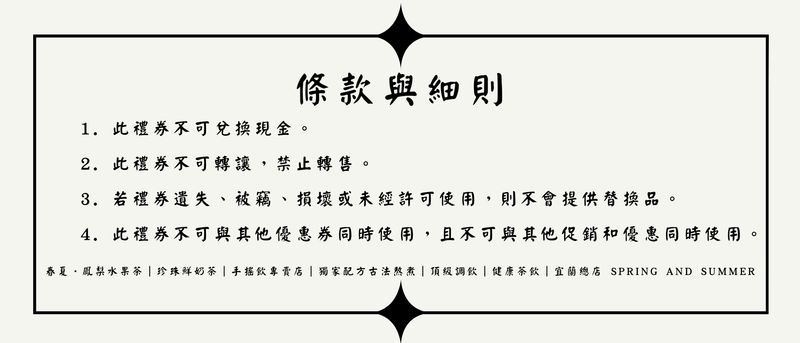 條款與細則
1. 此禮券不可兌換現金。
2. 此禮券不可轉讓，禁止轉售。
3. 若禮券遺失、被竊、損壞或未經許可使用，則不會提供替換品。
4. 此禮券不可與其他優惠券同時使用，且不可與其他促銷和優惠同時使用。
春夏·鳳梨水果茶|珍珠鮮奶茶|手搖飲專賣店|獨家配方古法熬煮|頂級調飲|健康茶飲|宜蘭總店 SPRING AND SUMMER